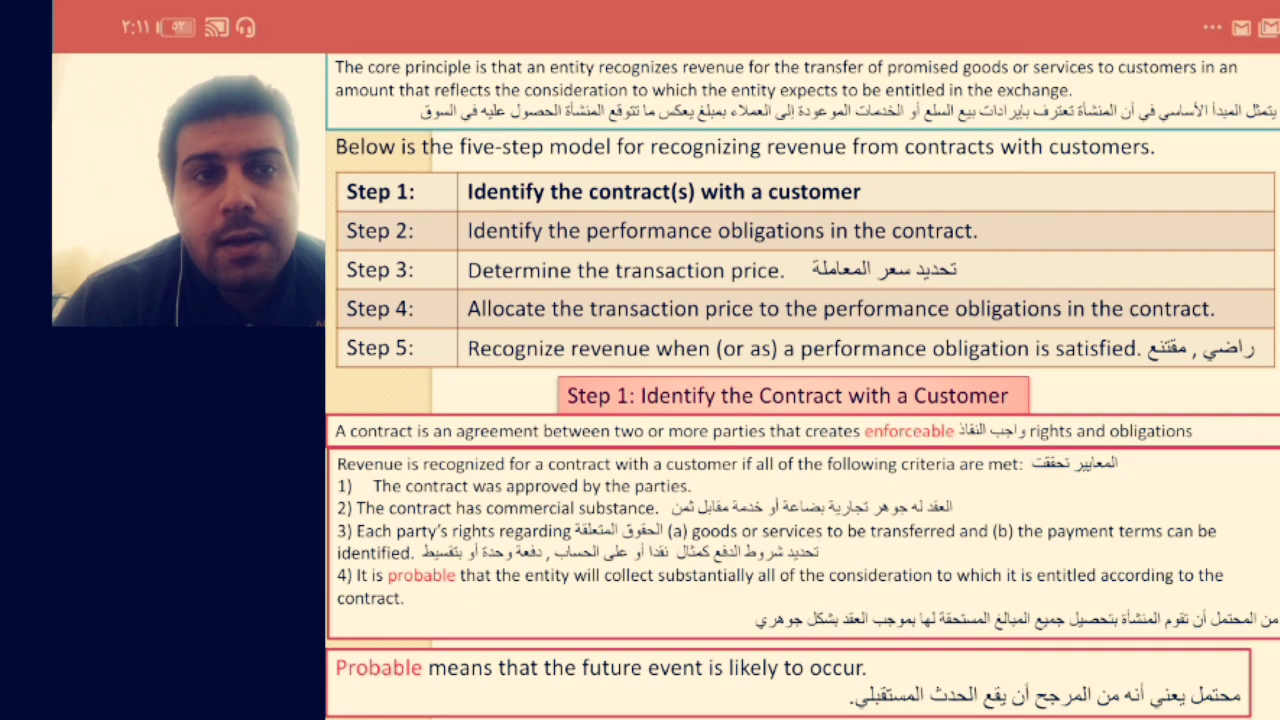 ٢:١١ ٥٢
The core principle is that an entity recognizes revenue for the transfer of promised goods or services to customers in an
amount that reflects the consideration to which the entity expects to be entitled in the exchange.
يتمثل المبدأ الأساسي في أن المنشأة تعترف بايرادات بيع السلع أو الخدمات الموعودة إلى العملاء بمبلغ يعكس ما تتوقع المنشأة الحصول عليه في السوق
Below is the five-step model for recognizing revenue from contracts with customers.
Step 1: Identify the contract(s) with a customer
Step 2: Identify the performance obligations in the contract.
Step 3: Determine the transaction price. تحديد سعر المعاملة
Step 4: Allocate the transaction price to the performance obligations in the contract.
Step 5: Recognize revenue when (or as) a performance obligation is satisfied. راضي , مقتنع
Step 1: Identify the Contract with a Customer
A contract is an agreement between two or more parties that creates enforceable واجب النفاذ rights and obligations
Revenue is recognized for a contract with a customer if all of the following criteria are met: المعايير تحققت
1) The contract was approved by the parties.
2) The contract has commercial substance. العقد له جوهر تجارية بضاعة أو خدمة مقابل ثمن
3) Each party's rights regarding الحقوق المتعلقة (a) goods or services to be transferred and (b) the payment terms can be
identified. تحديد شروط الدفع كمثال نقدا أو على الحساب , دفعة وحدة أو بتقسيط
4) It is probable that the entity will collect substantially all of the consideration to which it is entitled according to the
contract.
من المحتمل أن تقوم المنشأة بتحصيل جميع المبالغ المستحقة لها بموجب العقد بشكل جوهري
Probable means that the future event is likely to occur.
محتمل يعني أنه من المرجح أن يقع الحدث المستقبلي.